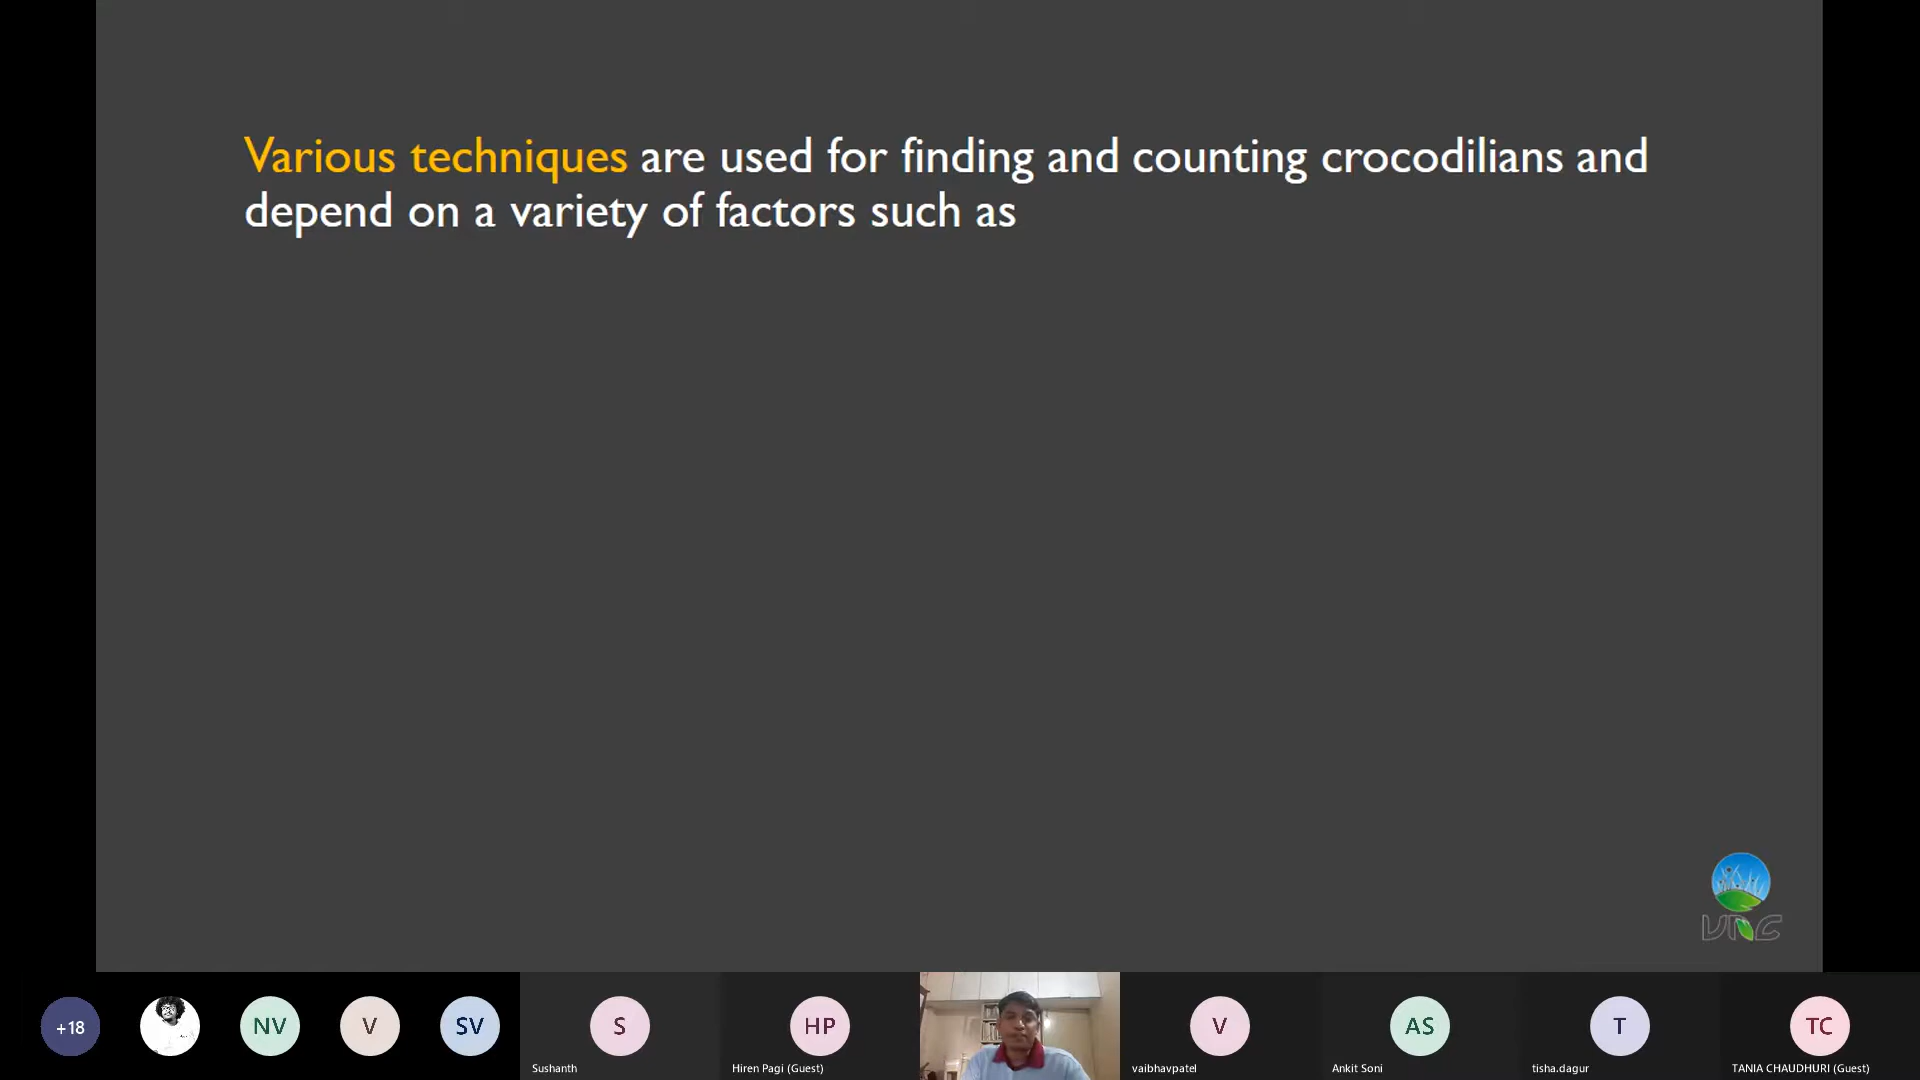 Various techniques are used for finding and counting crocodilians and
depend on a variety of factors such as
VNC
+18
NV
V
SV
S
HP
V
AS
T
TC
Sushanth
Hiren Pagi (Guest)
vaibhavpatel
Ankit Soni
tisha.dagur
TANIA CHAUDHURI (Guest)